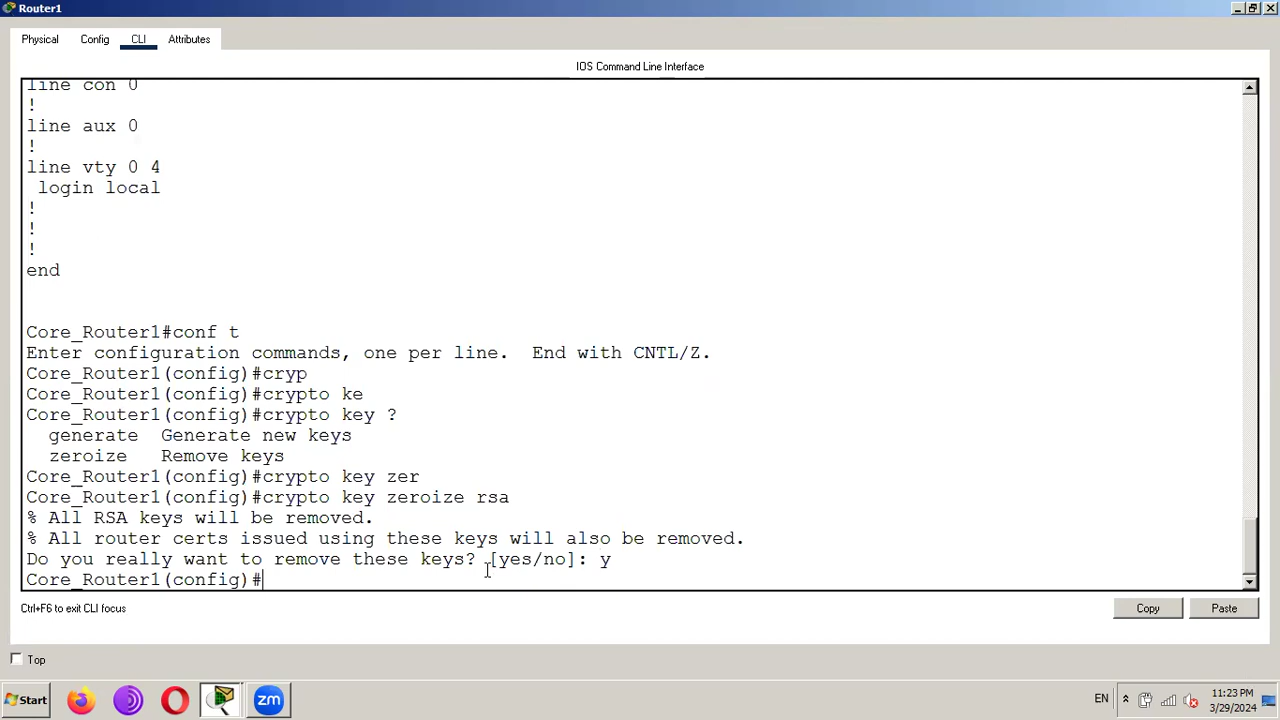 Router1
Physical Config CLI Attributes
IOS Command Line Interface
line con 0
!
line aux 0
!
line vty 0 4
login local
!
!
!
end
Core_Router1#conf t
Enter configuration commands, one per line. End with CNTL/Z.
Core_Router1(config)#cryp
Core_Router1(config)#crypto ke
Core_Router1(config)#crypto key ?
generate Generate new keys
zeroize Remove keys
Core_Router1(config)#crypto key zer
Core_Router1(config)#crypto key zeroize rsa
% All RSA keys will be removed.
% All router certs issued using these keys will also be removed.
Do you really want to remove these keys? [yes/no]: y
Core_Router1(config)#
Ctrl+F6 to exit CLI focus
Copy Paste
Top
Start zm EN 11:23 PM
3/29/2024